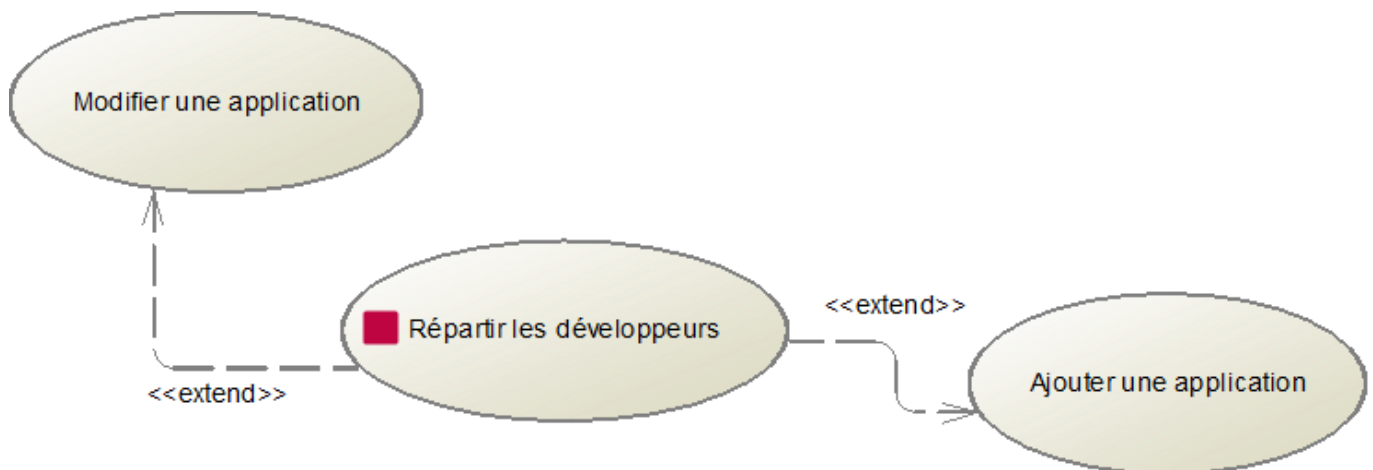 Modifier une application
Répartir les développeurs
<<extend>>
<<extend>>
Ajouter une application